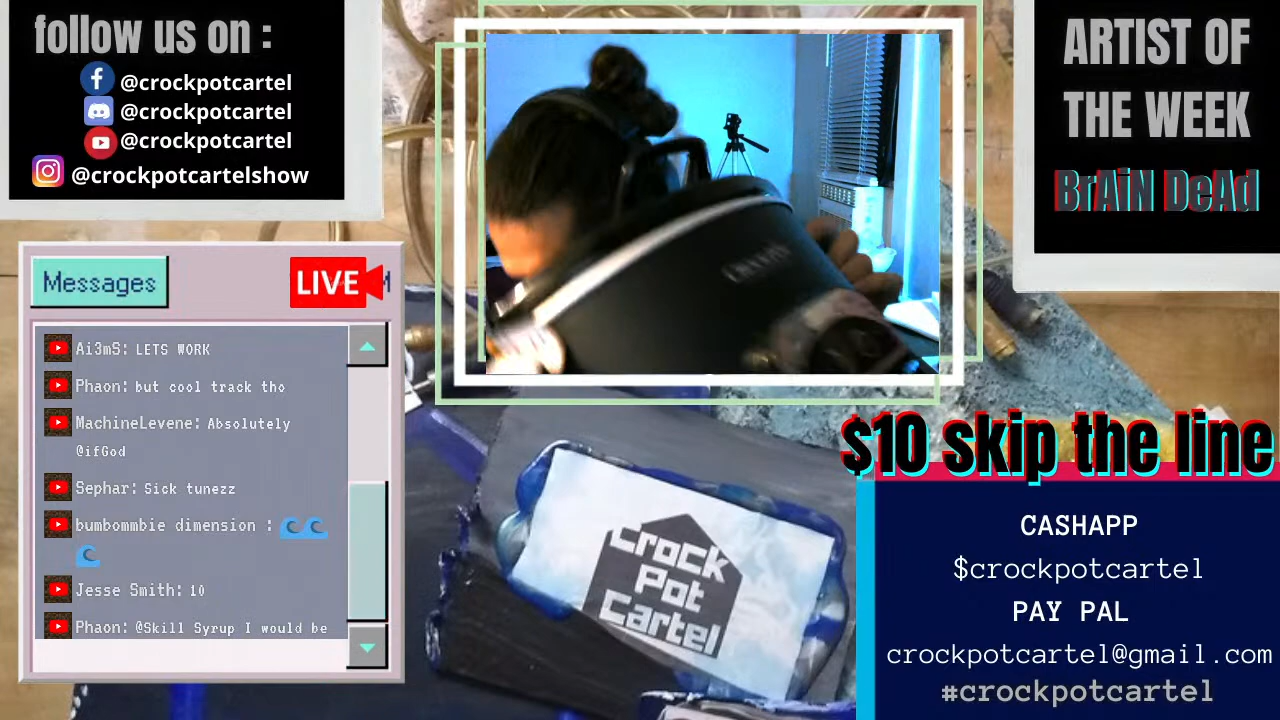 follow us on :
@crockpotcartel
@crockpotcartel
@crockpotcartel
@crockpotcartelshow
ARTIST OF
THE WEEK
BrAiN DeAd
Messages
LIVE
Ai3mS: LETS WORK
Phaon: but cool track tho
MachineLevene: Absolutely
@ifGod
Sephar: Sick tunezz
bumbommbie dimension : 🌊🌊
🌊
Jesse Smith: 10
Phaon: @Skill Syrup I would be
Crock
Pot
Cartel
$10 skip the line
CASHAPP
$crockpotcartel
PAY PAL
crockpotcartel@gmail.com
#crockpotcartel